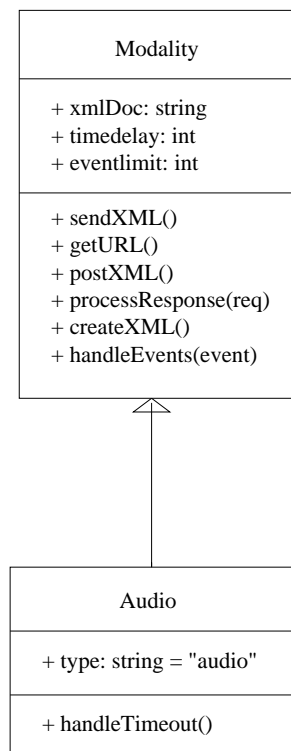 Modality
+ xmlDoc: string
+ timedelay: int
+ eventlimit: int
+ sendXML()
+ getURL()
+ postXML()
+ processResponse(req)
+ createXML()
+ handleEvents(event)
Audio
+ type: string = "audio"
+ handleTimeout()